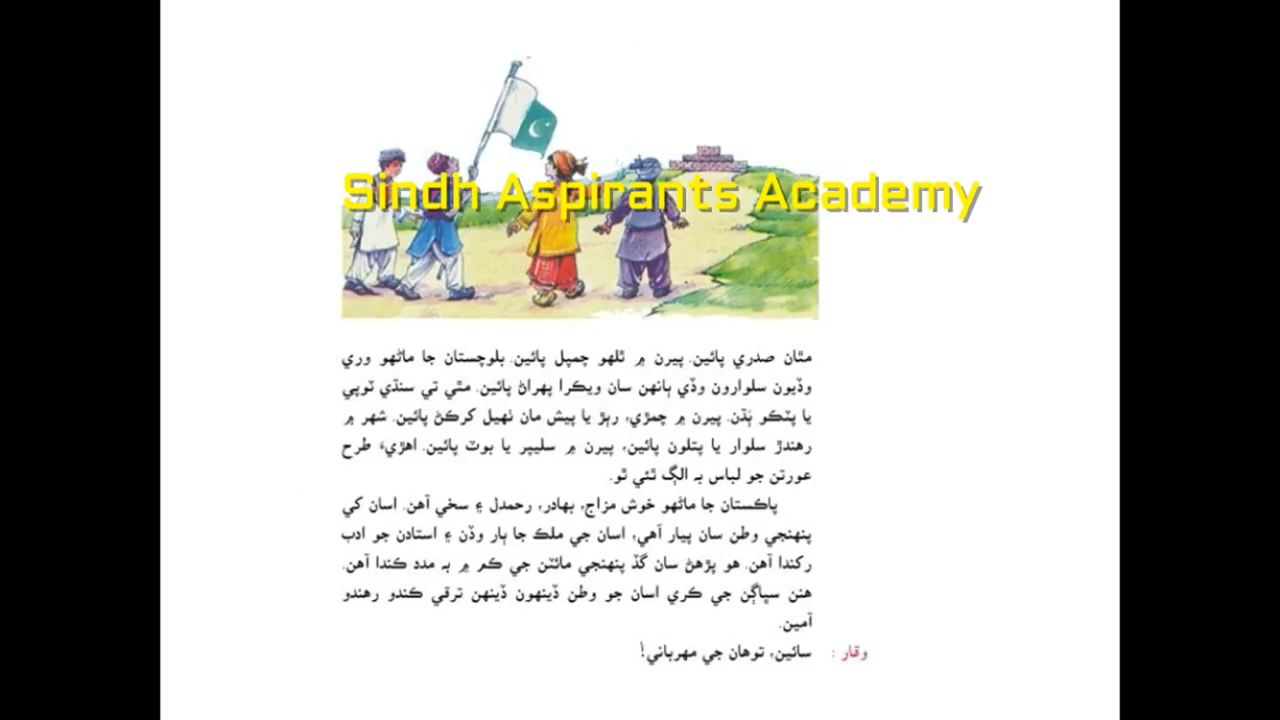 Sindh Aspirants Academy
مٿان صدري پائين. پيرن ۾ ٿلهو چمپل پائين. بلوچستان جا ماڻهو وري
وڏيون سلوارون وڏي ٻانهن سان ويڪرا پهراڻ پائين. مٿي تي سنڌي ٽوپي
يا پٽڪو ٻَڌن. پيرن ۾ چمڙي، رٻڙ يا پيش مان ٺهيل کرڪڻ پائين. شهر ۾
رهندڙ سلوار يا پتلون پائين، پيرن ۾ سليپر يا بوٽ پائين. اهڙيءَ طرح
عورتن جو لباس بہ الڳ ٿئي ٿو.
پاڪستان جا ماڻهو خوش مزاج، بهادر، رحمدل ۽ سخي آهن. اسان کي
پنهنجي وطن سان پيار آهي، اسان جي ملڪ جا ٻار وڏن ۽ استادن جو ادب
رکندا آهن. هو پڙهڻ سان گڏ پنهنجي مائٽن جي ڪم ۾ بہ مدد ڪندا آهن.
هنن سڀاڳن جي ڪري اسان جو وطن ڏينهون ڏينهن ترقي ڪندو رهندو
آمين.
وقار : سائين، توهان جي مهرباني!